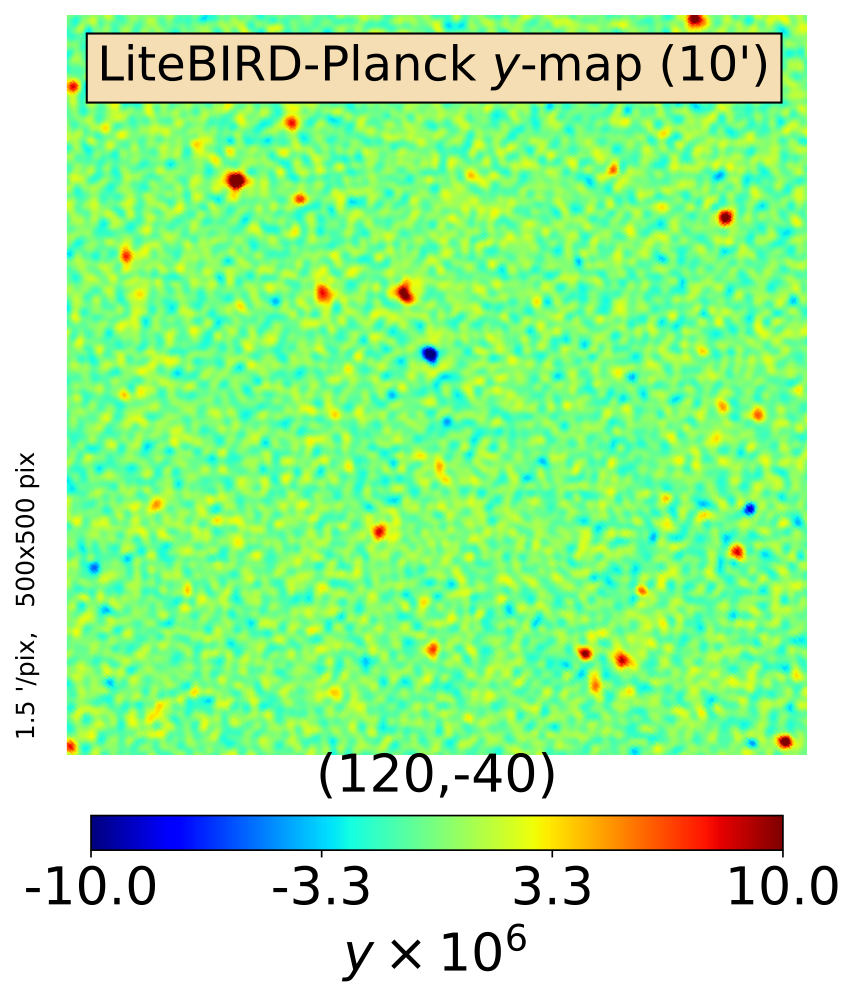 LiteBIRD-Planck y-map (10')
1.5 '/pix,   500x500 pix
(120,-40)
-10.0 -3.3 3.3 10.0
y × 10⁶